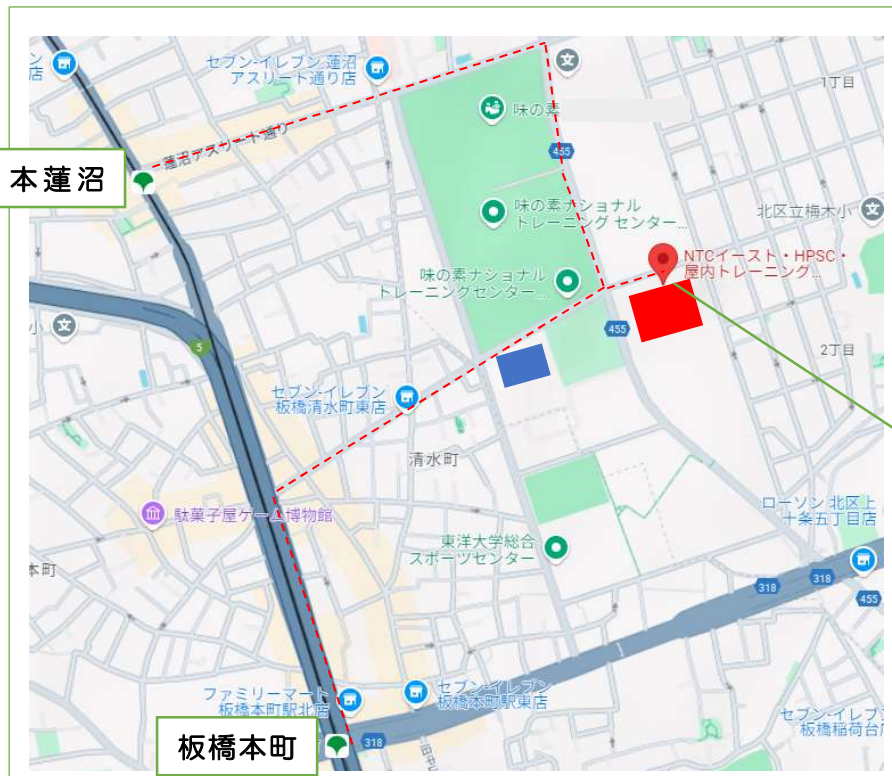 セブン-イレブン 蓮沼
アスリート通り店
ン
店
1丁目
味の素
蓮沼アスリート通り
455
本蓮沼
味の素ナショナル
トレーニング センター...
北区立梅木小
NTCイースト・HPSC・
屋内トレーニング...
味の素ナショナル
トレーニングセンター...
小
455
5
2丁目
セブン-イレブン
板橋清水町東店
清水町
駄菓子屋ゲーム博物館
ローソン 北区上
十条五丁目店
東洋大学総合
スポーツセンター
本町
318
318
455
ファミリーマート
板橋本町駅北店
セブン-イレブン
板橋本町駅東店
板橋本町
318
セブン-イレブン
板橋稲荷台店